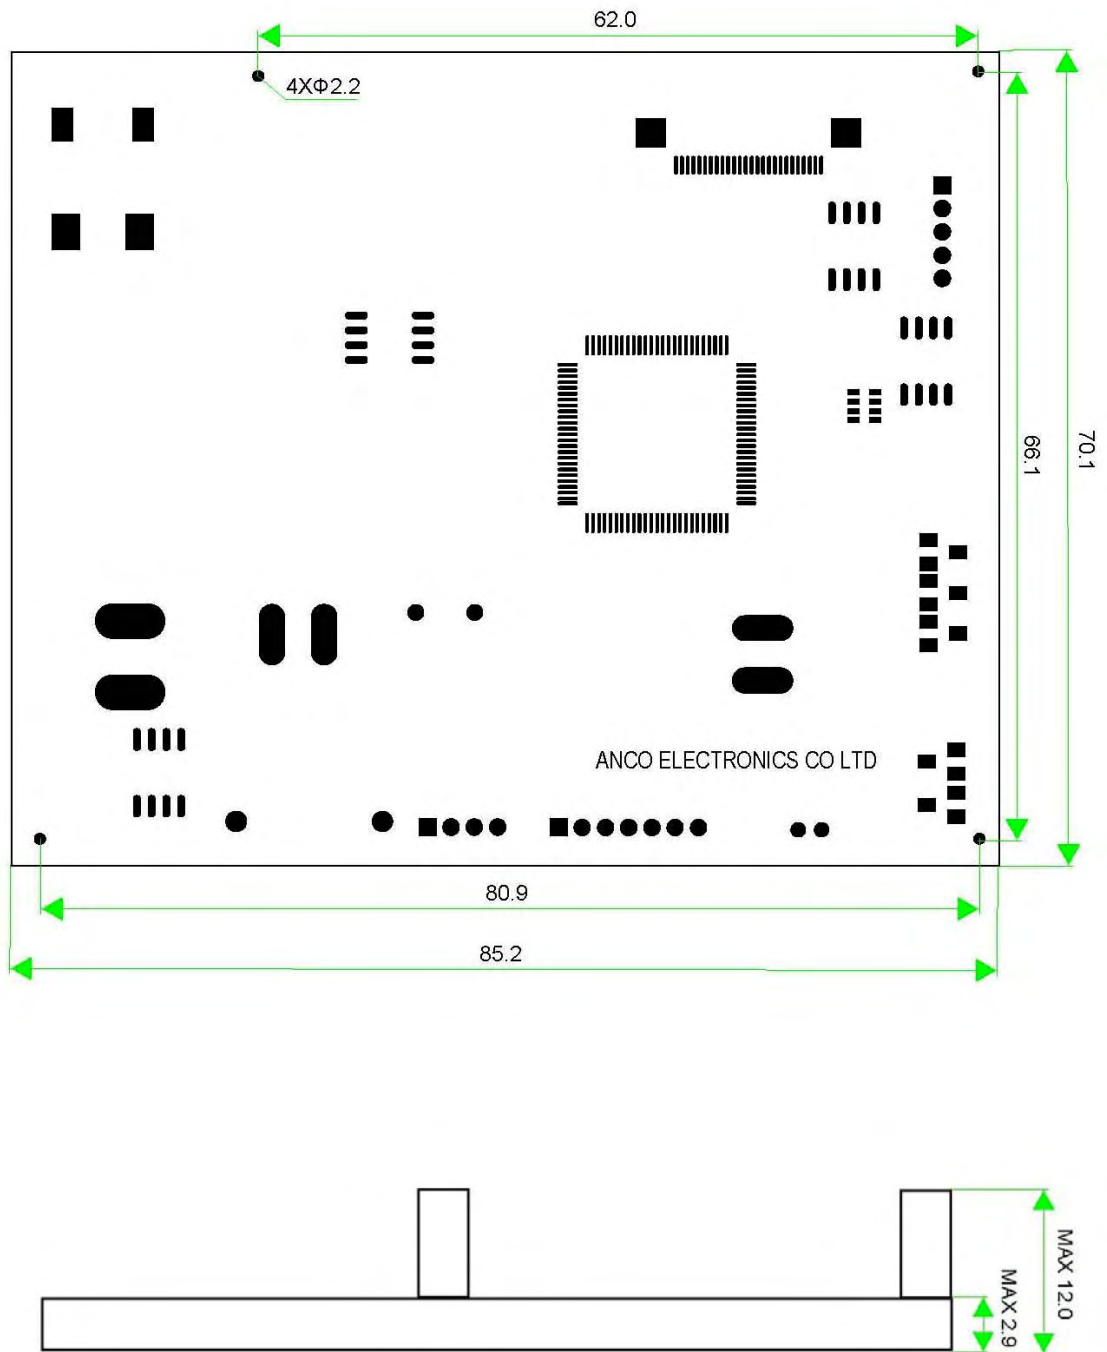 62.0
4XΦ2.2
70.1
66.1
ANCO ELECTRONICS CO LTD
80.9
85.2
MAX 12.0
MAX 2.9